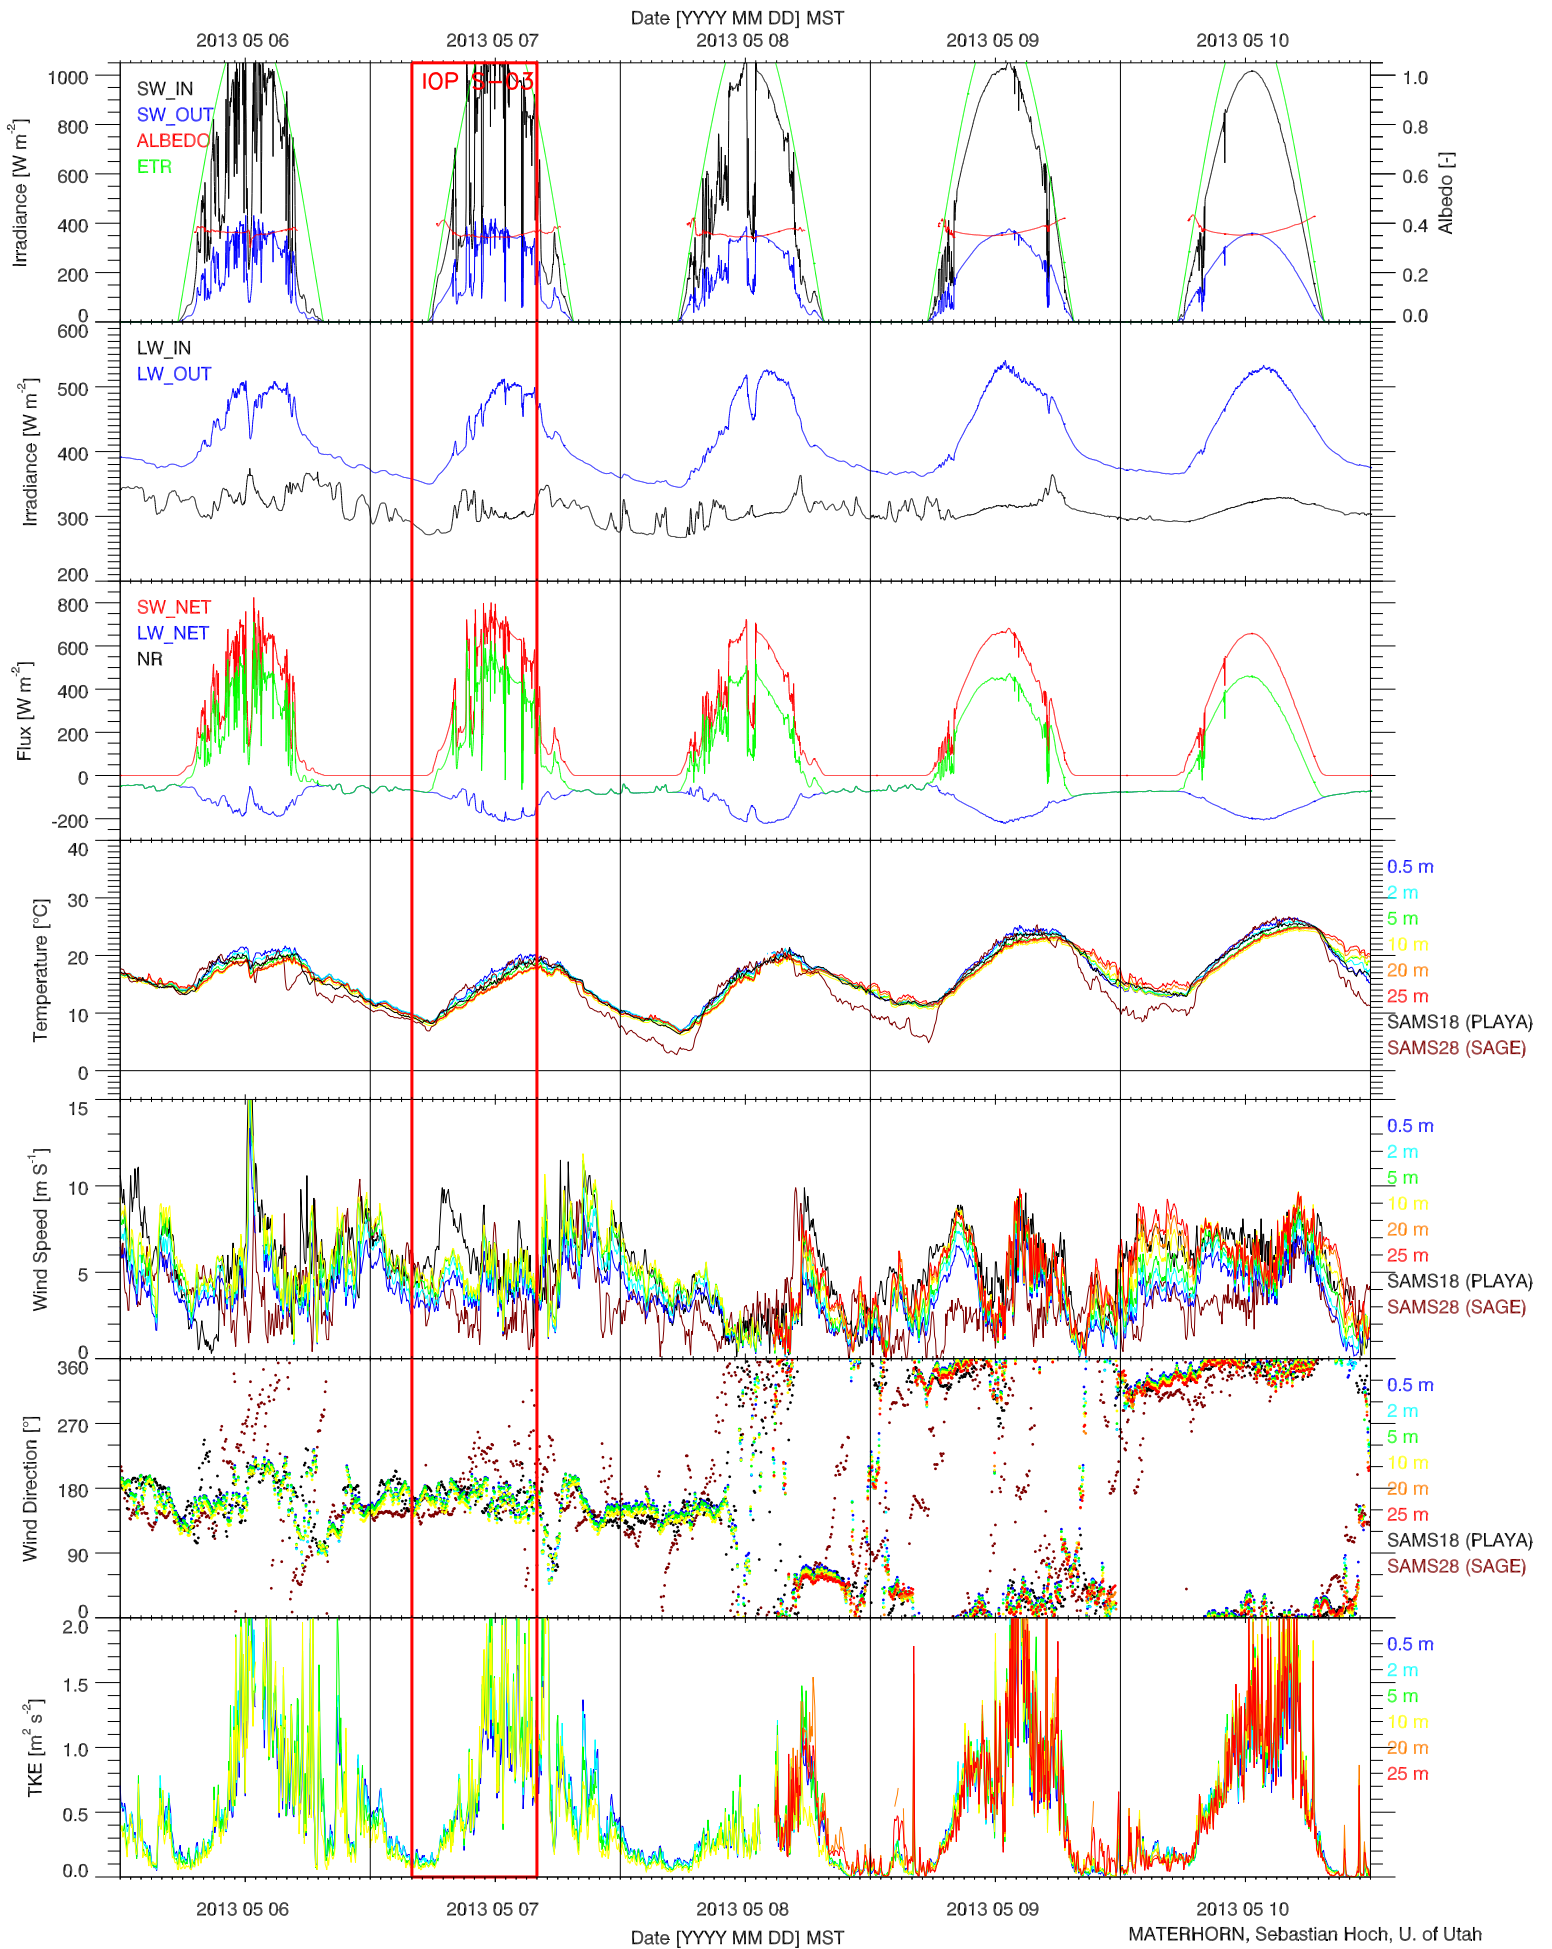 Date [YYYY MM DD] MST
2013 05 06 2013 05 07 2013 05 08 2013 05 09 2013 05 10
IOP S-03
SW_IN
SW_OUT
ALBEDO
ETR
1000
800
600
400
200
0
Irradiance [W m-2]
1.0
0.8
0.6
0.4
0.2
0.0
Albedo [-]
LW_IN
LW_OUT
600
500
400
300
200
Irradiance [W m-2]
SW_NET
LW_NET
NR
800
600
400
200
0
-200
Flux [W m-2]
40
30
20
10
0
Temperature [°C]
0.5 m
2 m
5 m
10 m
20 m
25 m
SAMS18 (PLAYA)
SAMS28 (SAGE)
15
10
5
0
Wind Speed [m S-1]
0.5 m
2 m
5 m
10 m
20 m
25 m
SAMS18 (PLAYA)
SAMS28 (SAGE)
360
270
180
90
0
Wind Direction [°]
0.5 m
2 m
5 m
10 m
20 m
25 m
SAMS18 (PLAYA)
SAMS28 (SAGE)
2.0
1.5
1.0
0.5
0.0
TKE [m2 s-2]
0.5 m
2 m
5 m
10 m
20 m
25 m
2013 05 06 2013 05 07 2013 05 08 2013 05 09 2013 05 10
Date [YYYY MM DD] MST
MATERHORN, Sebastian Hoch, U. of Utah